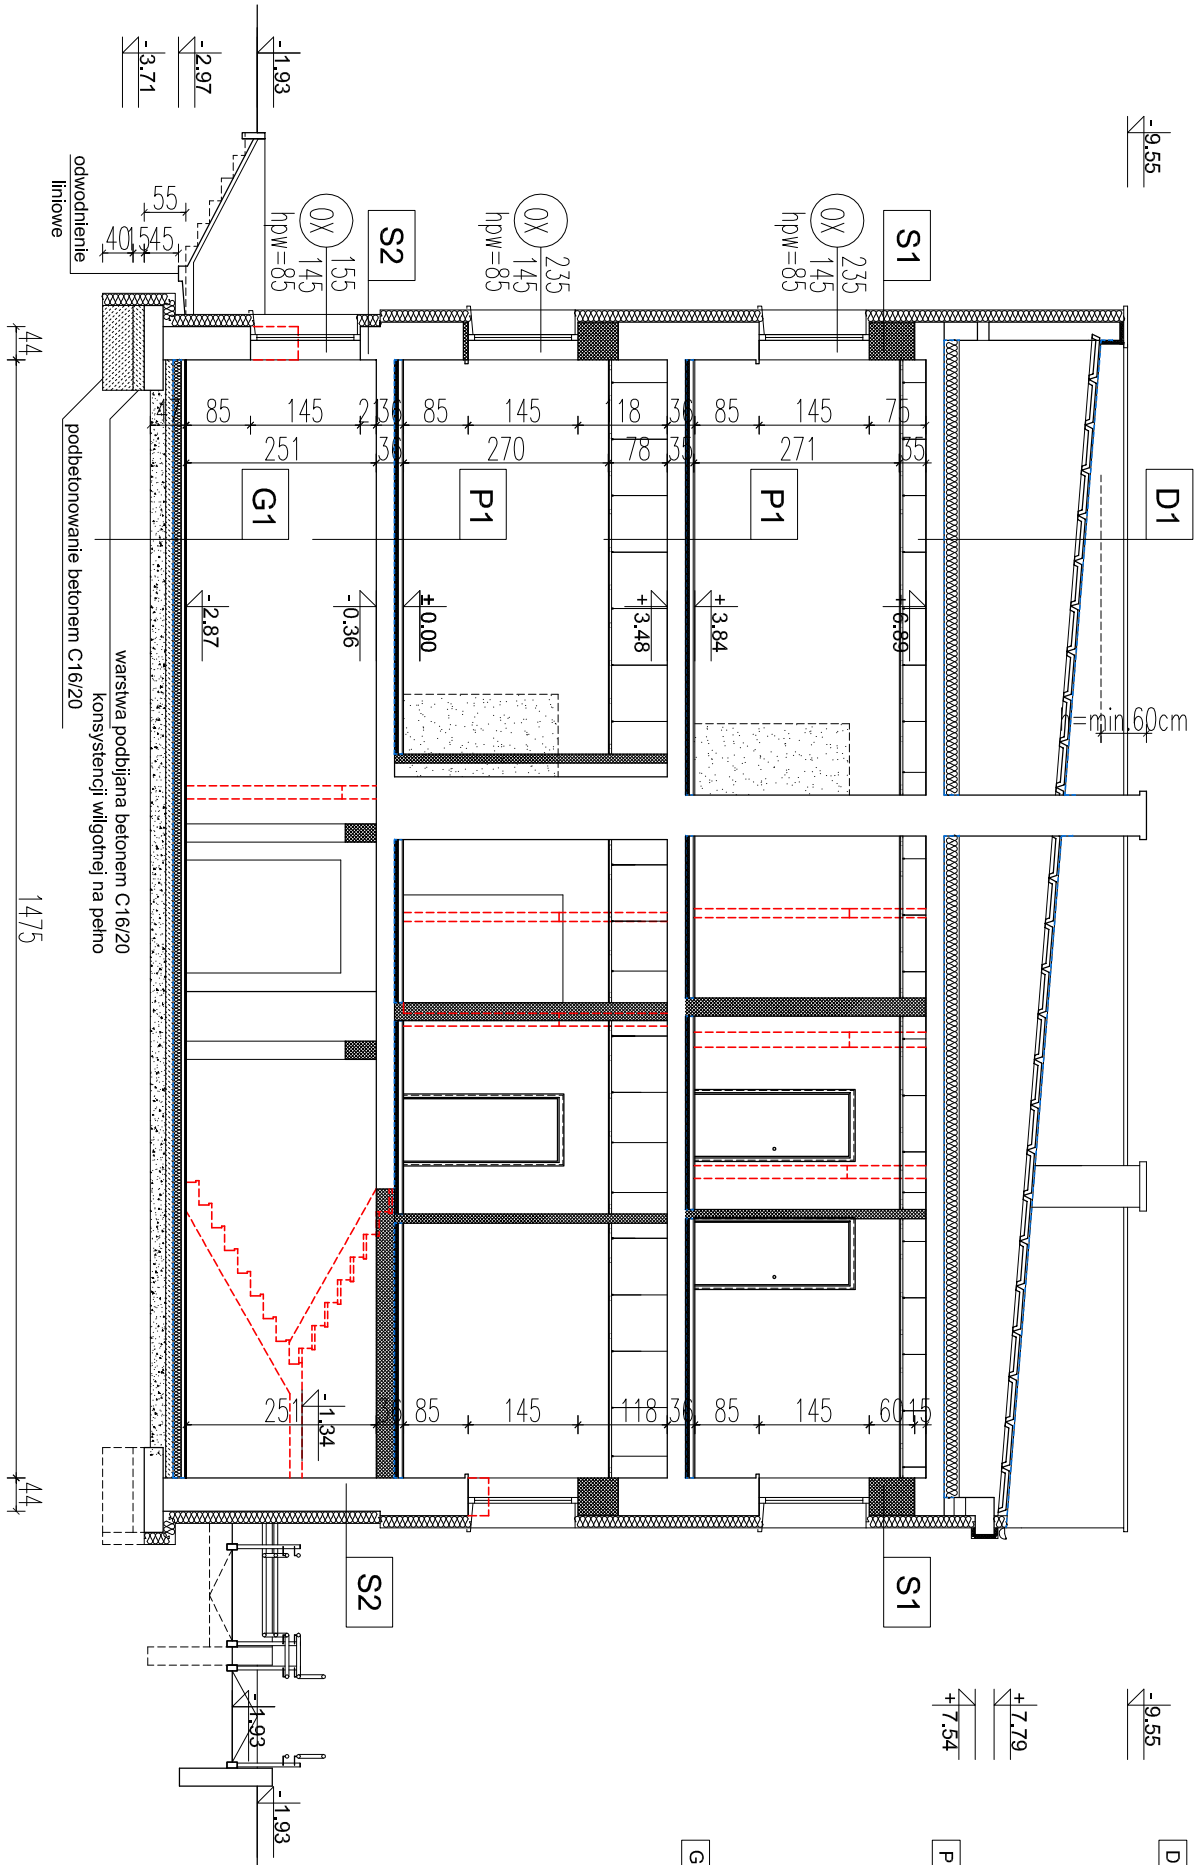 -9.55
D1
h=min.60cm
-9.55
+7.79
+7.54
S1
S1
OX
235
145
hpw=85
75
35
145
271
85
36
35
P1
+6.89
+3.84
60
15
145
85
36
OX
235
145
hpw=85
18
78
145
270
85
36
36
P1
+3.48
±0.00
118
145
85
36
S2
S2
OX
155
145
hpw=85
21
145
251
85
G1
-0.36
-2.87
251
-1.34
-1.93
-2.97
-3.71
-1.93
-1.93
55
45
15
40
odwodnienie
liniowe
warstwa podbijana betonem C16/20
konsystencji wilgotnej na pełno
podbetonowanie betonem C16/20
44
1475
44
D
P
G